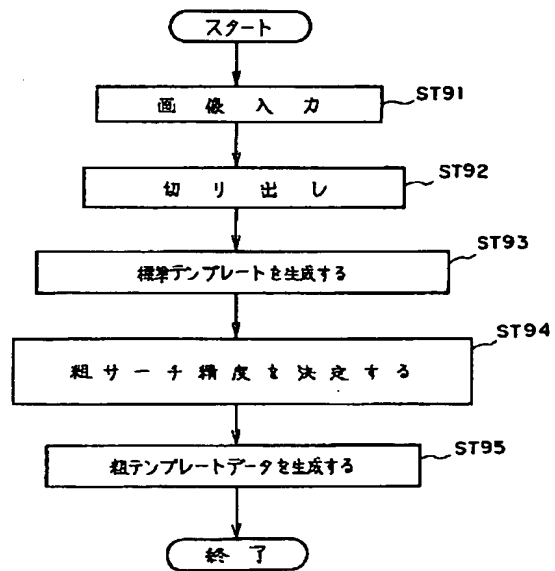 スタート
画像入力
ST91
切り出し
ST92
標準テンプレートを生成する
ST93
粗サーチ精度を決定する
ST94
粗テンプレートデータを生成する
ST95
終了